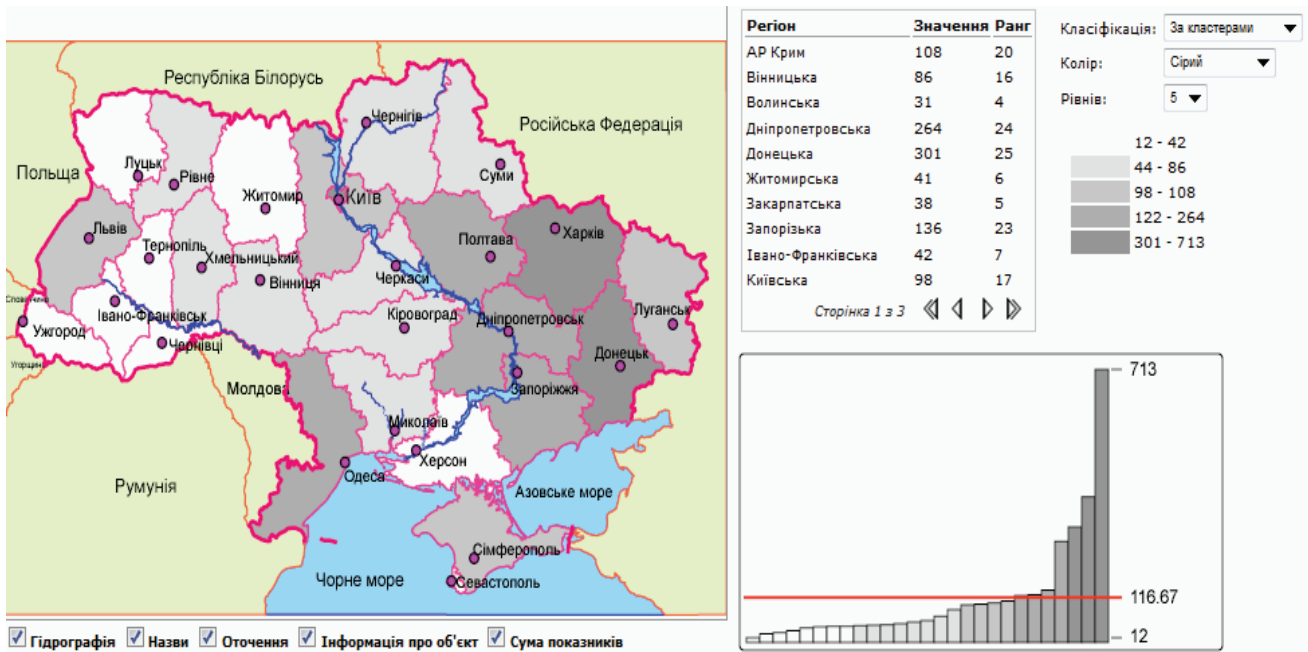 Республіка Білорусь
Чернігів
Російська Федерація
Польща
Луцьк
Рівне
Суми
Житомир
Київ
Львів
Тернопіль
Хмельницький
Полтава
Харків
Вінниця
Черкаси
Ужгород
Івано-Франківськ
Кіровоград
Дніпропетровськ
Луганськ
Чернівці
Донецьк
Молдова
Запоріжжя
Миколаїв
Херсон
Одеса
Румунія
Азовське море
Сімферополь
Чорне море
Севастополь
Гідрографія Назви Оточення Інформація про об'єкт Сума показників
Регіон Значення Ранг
АР Крим 108 20
Вінницька 86 16
Волинська 31 4
Дніпропетровська 264 24
Донецька 301 25
Житомирська 41 6
Закарпатська 38 5
Запорізька 136 23
Івано-Франківська 42 7
Київська 98 17
Сторінка 1 з 3
Класіфікація: За кластерами
Колір: Сірий
Рівнів: 5
12 - 42
44 - 86
98 - 108
122 - 264
301 - 713
713
116.67
12